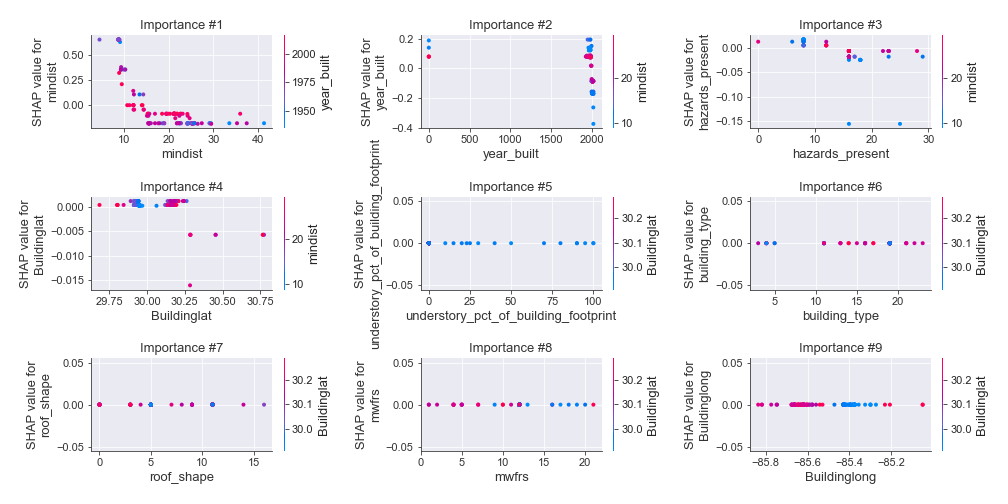 Importance #1
SHAP value for
mindist
0.50
0.25
0.00
10
20
30
40
mindist
2000
1975
1950
year_built
Importance #2
SHAP value for
year_built
0.2
0.0
−0.2
−0.4
0
500
1000
1500
2000
year_built
20
10
mindist
Importance #3
SHAP value for
hazards_present
0.00
−0.05
−0.10
−0.15
0
10
20
30
hazards_present
20
10
mindist
Importance #4
SHAP value for
Buildinglat
0.000
−0.005
−0.010
−0.015
29.75
30.00
30.25
30.50
30.75
Buildinglat
20
10
mindist
Importance #5
SHAP value for
understory_pct_of_building_footprint
0.05
0.00
−0.05
0
25
50
75
100
understory_pct_of_building_footprint
30.2
30.1
30.0
Buildinglat
Importance #6
SHAP value for
building_type
0.05
0.00
−0.05
5
10
15
20
building_type
30.2
30.1
30.0
Buildinglat
Importance #7
SHAP value for
roof_shape
0.05
0.00
−0.05
0
5
10
15
roof_shape
30.2
30.1
30.0
Buildinglat
Importance #8
SHAP value for
mwfrs
0.05
0.00
−0.05
0
5
10
15
20
mwfrs
30.2
30.1
30.0
Buildinglat
Importance #9
SHAP value for
Buildinglong
0.05
0.00
−0.05
−85.8
−85.6
−85.4
−85.2
Buildinglong
30.2
30.1
30.0
Buildinglat